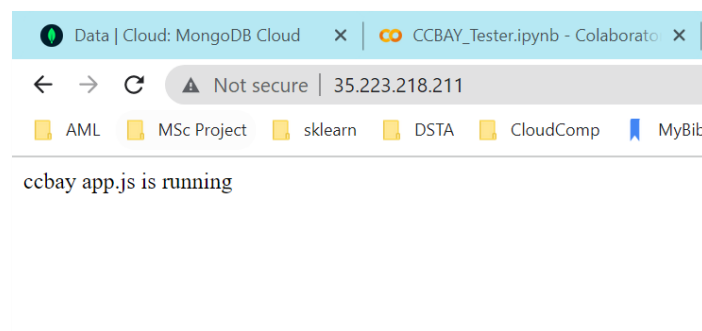 Data | Cloud: MongoDB Cloud CCBAY_Tester.ipynb - Colaborato
Not secure | 35.223.218.211
AML MSc Project sklearn DSTA CloudComp MyBib
ccbay app.js is running